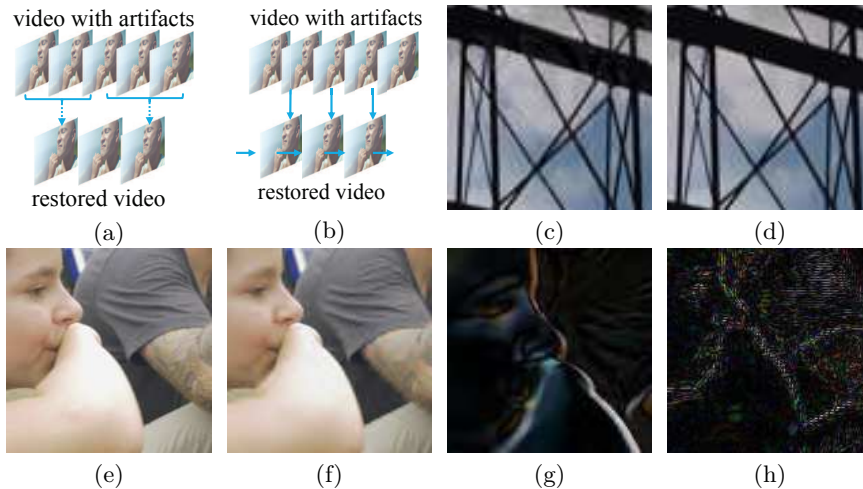 video with artifacts
restored video
(a)
video with artifacts
restored video
(b)
(c)
(d)
(e)
(f)
(g)
(h)